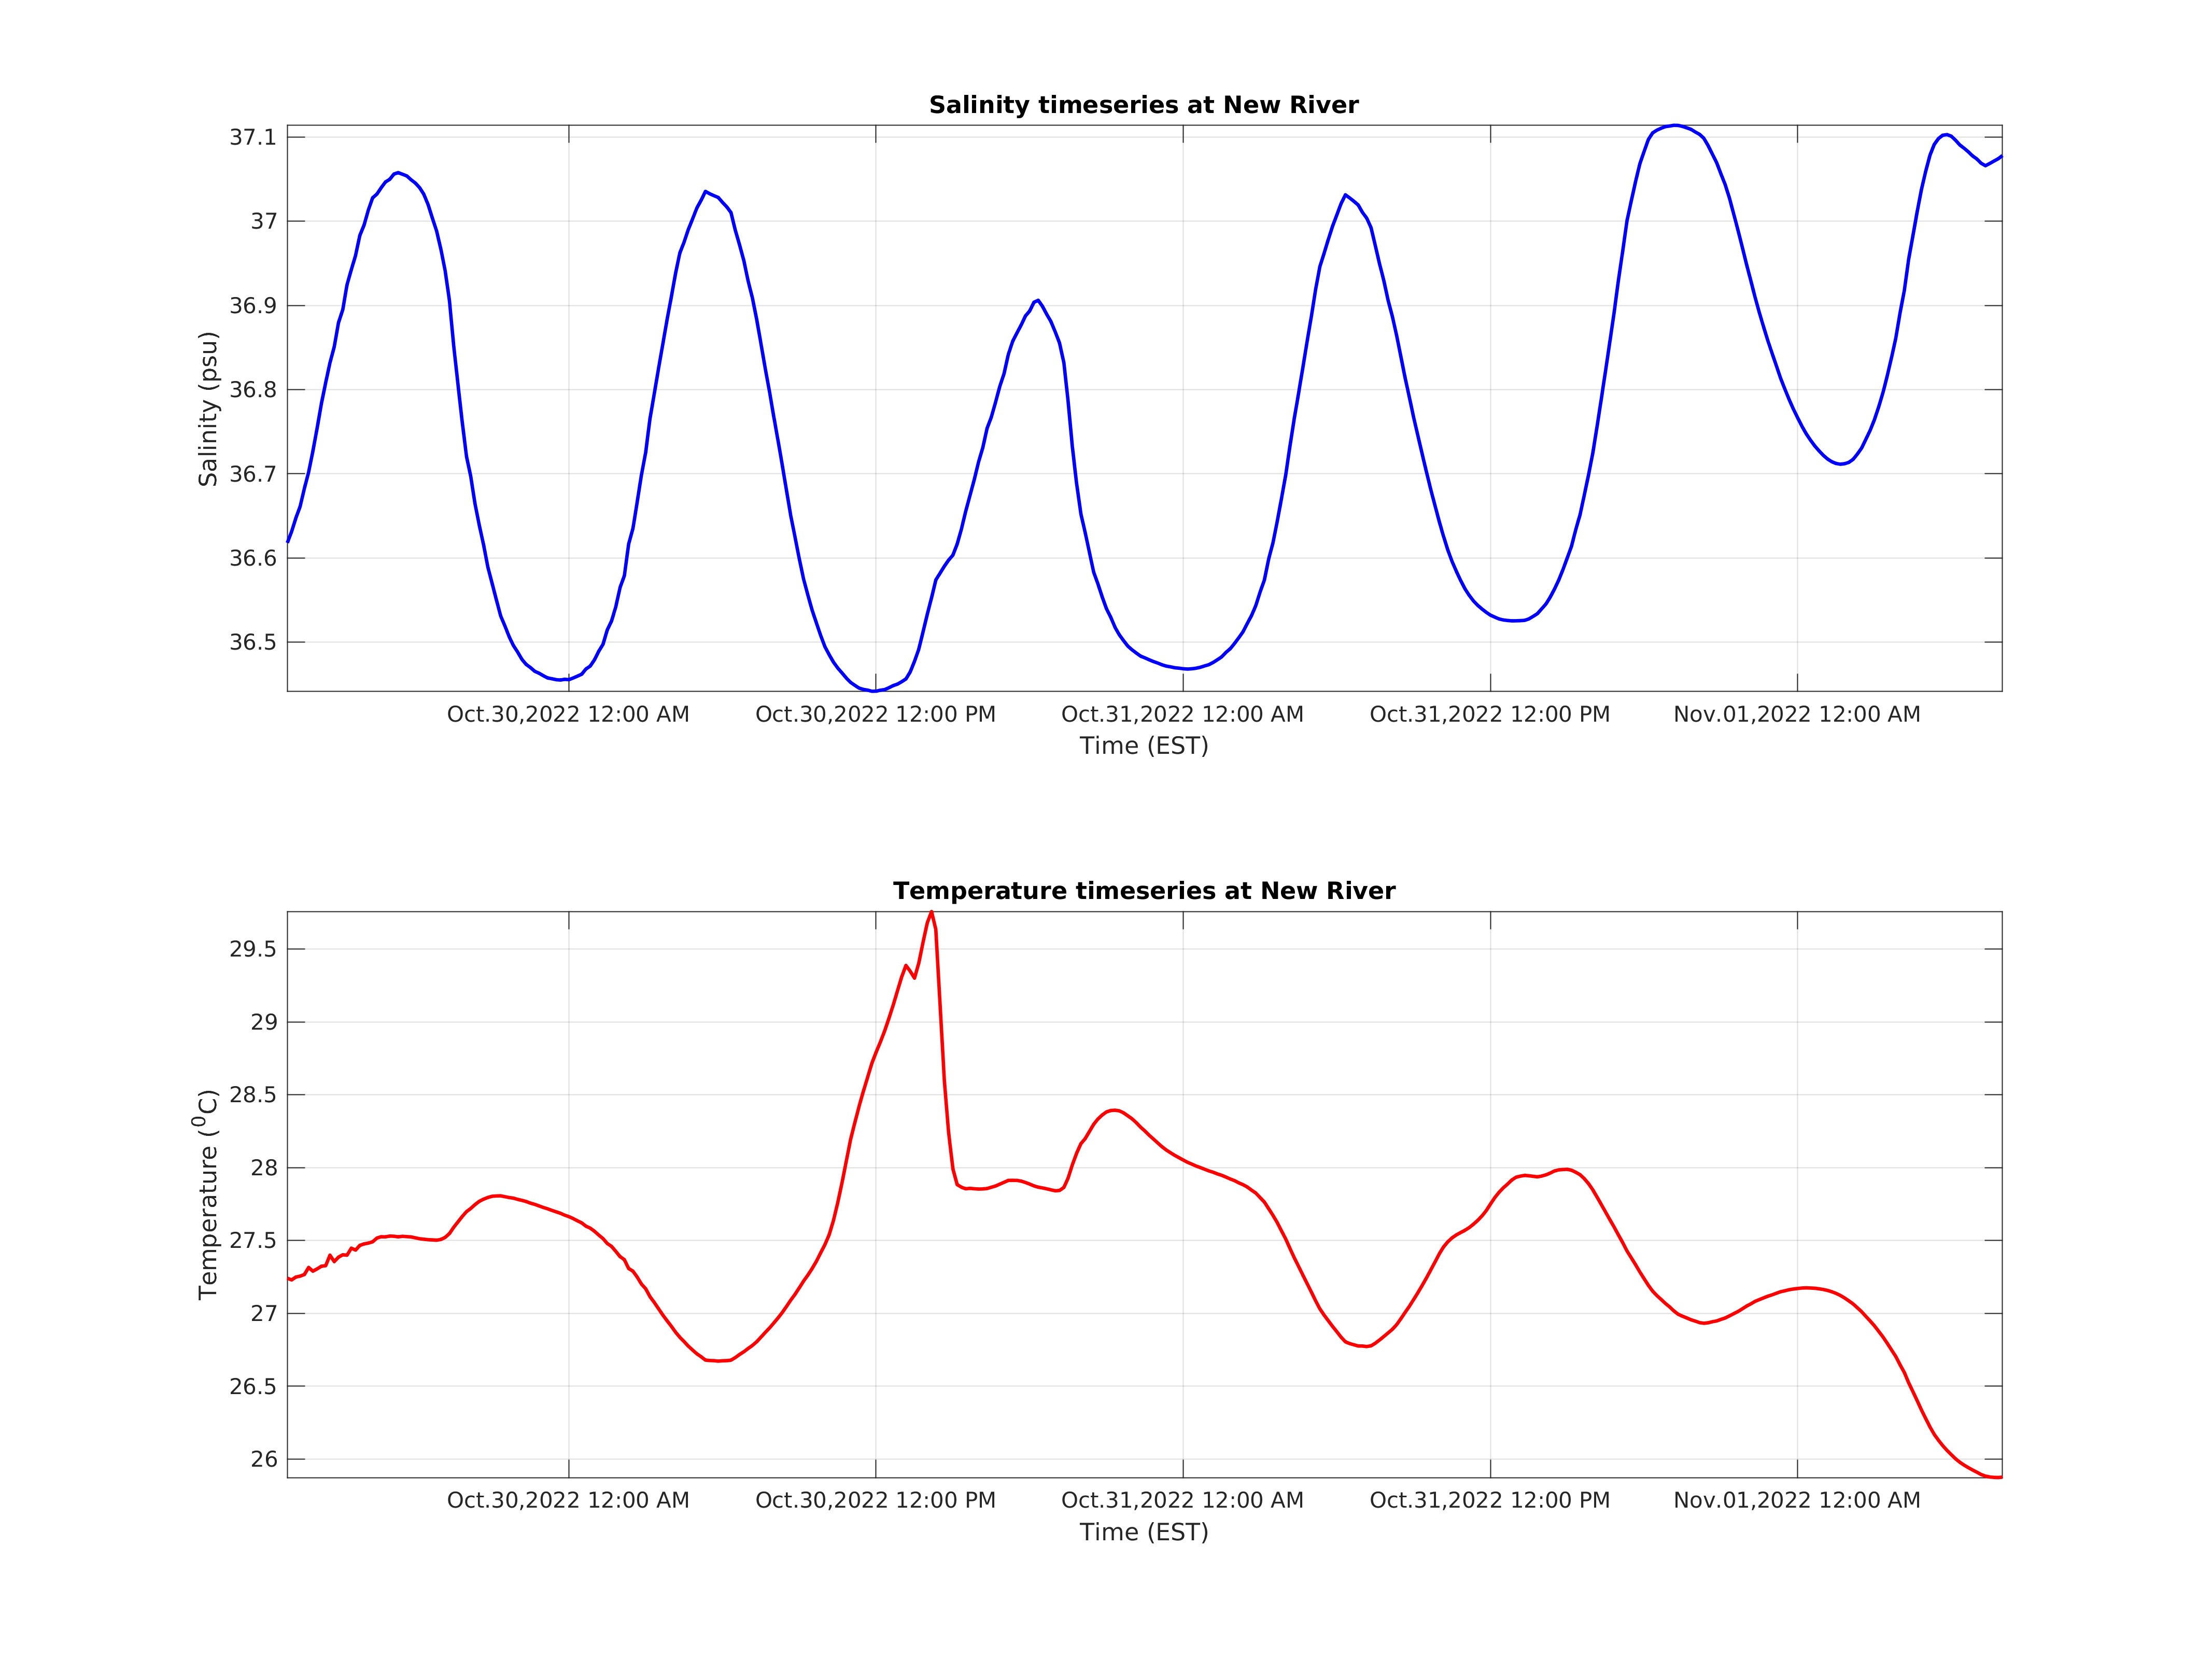 Salinity timeseries at New River
Salinity (psu)
37.1
37
36.9
36.8
36.7
36.6
36.5
Oct.30,2022 12:00 AM
Oct.30,2022 12:00 PM
Oct.31,2022 12:00 AM
Oct.31,2022 12:00 PM
Nov.01,2022 12:00 AM
Time (EST)
Temperature timeseries at New River
Temperature (⁰C)
29.5
29
28.5
28
27.5
27
26.5
26
Oct.30,2022 12:00 AM
Oct.30,2022 12:00 PM
Oct.31,2022 12:00 AM
Oct.31,2022 12:00 PM
Nov.01,2022 12:00 AM
Time (EST)